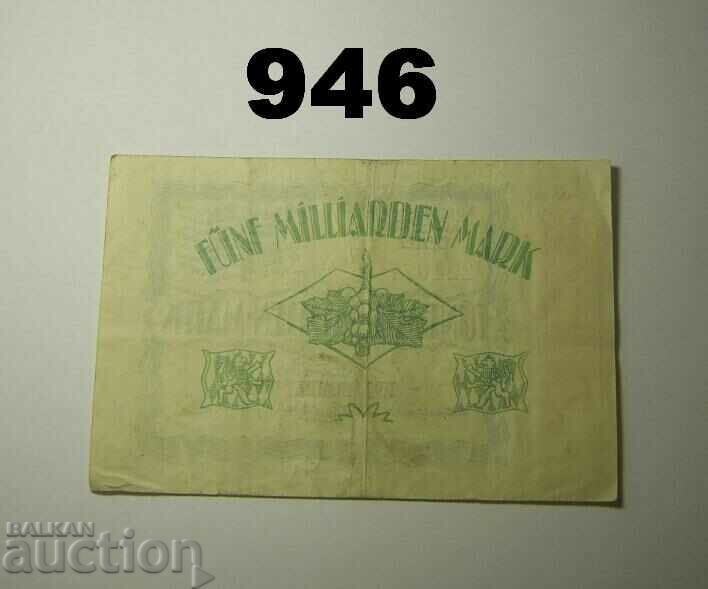 946
FÜNF MILLIARDEN MARK
BALKAN
auction